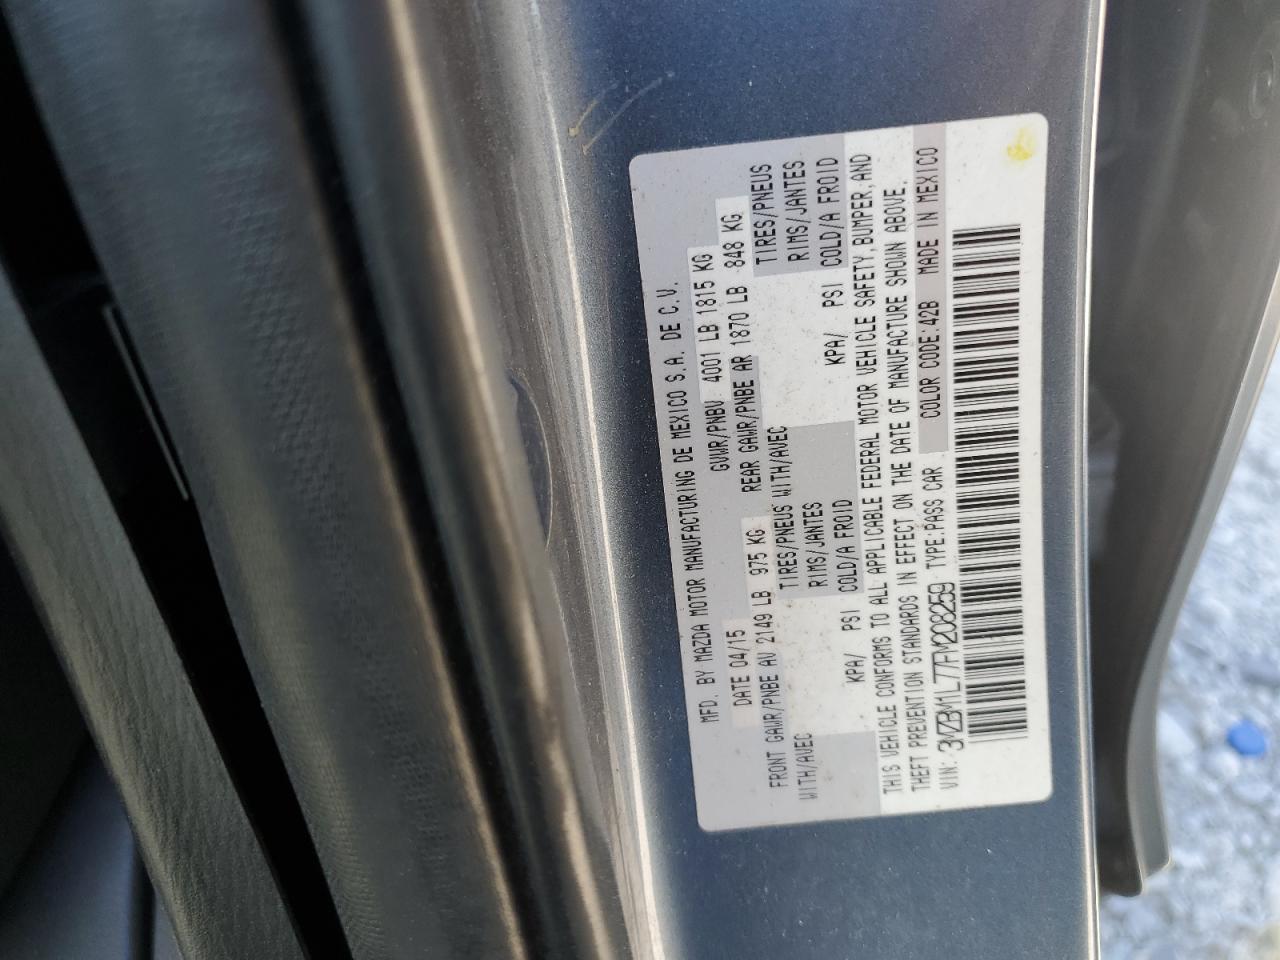 MFD. BY MAZDA MOTOR MANUFACTURING DE MEXICO S.A. DE C.V.
DATE 04/15 GVWR/PNBV 4001 LB 1815 KG
FRONT GAWR/PNBE AV 2149 LB 975 KG REAR GAWR/PNBE AR 1870 LB 848 KG
WITH/AVEC TIRES/PNEUS WITH/AVEC TIRES/PNEUS
RIMS/JANTES RIMS/JANTES
KPA/ PSI COLD/A FROID KPA/ PSI COLD/A FROID
THIS VEHICLE CONFORMS TO ALL APPLICABLE FEDERAL MOTOR VEHICLE SAFETY, BUMPER, AND
THEFT PREVENTION STANDARDS IN EFFECT ON THE DATE OF MANUFACTURE SHOWN ABOVE.
VIN: 3MZBM1L77FM208259 TYPE:PASS CAR COLOR CODE:42B MADE IN MEXICO